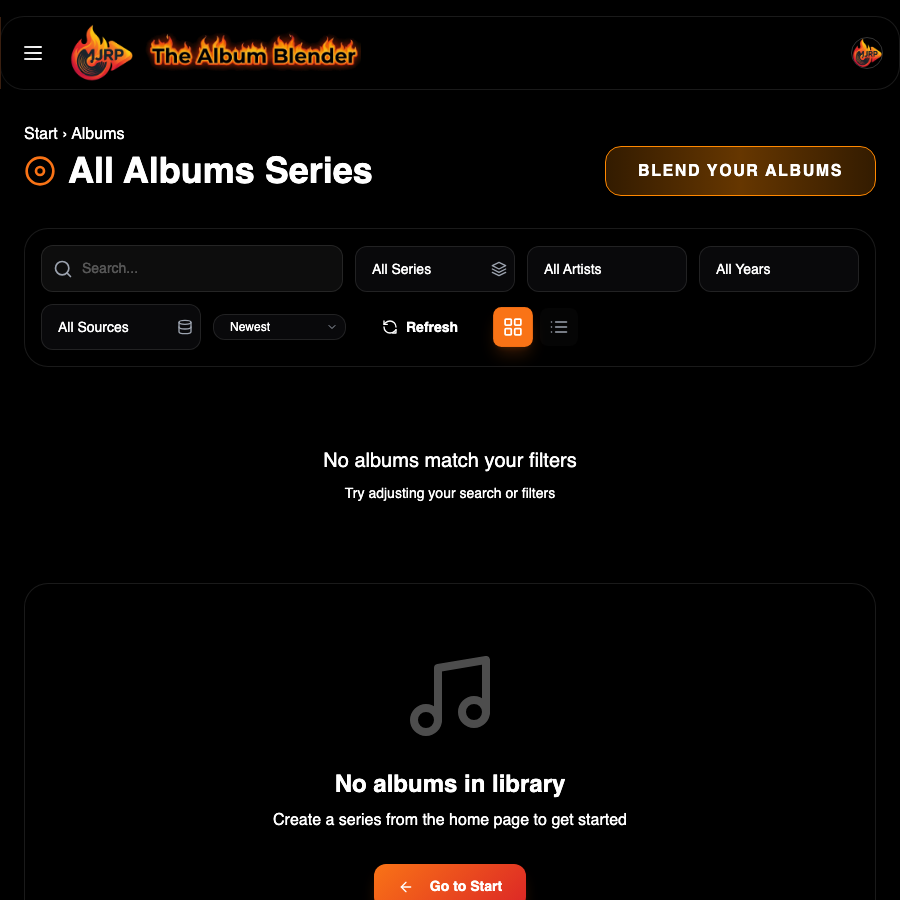 JRP The Album Blender JRP
Start › Albums
All Albums Series
BLEND YOUR ALBUMS
Search... All Series All Artists All Years
All Sources Newest Refresh
No albums match your filters
Try adjusting your search or filters
No albums in library
Create a series from the home page to get started
Go to Start